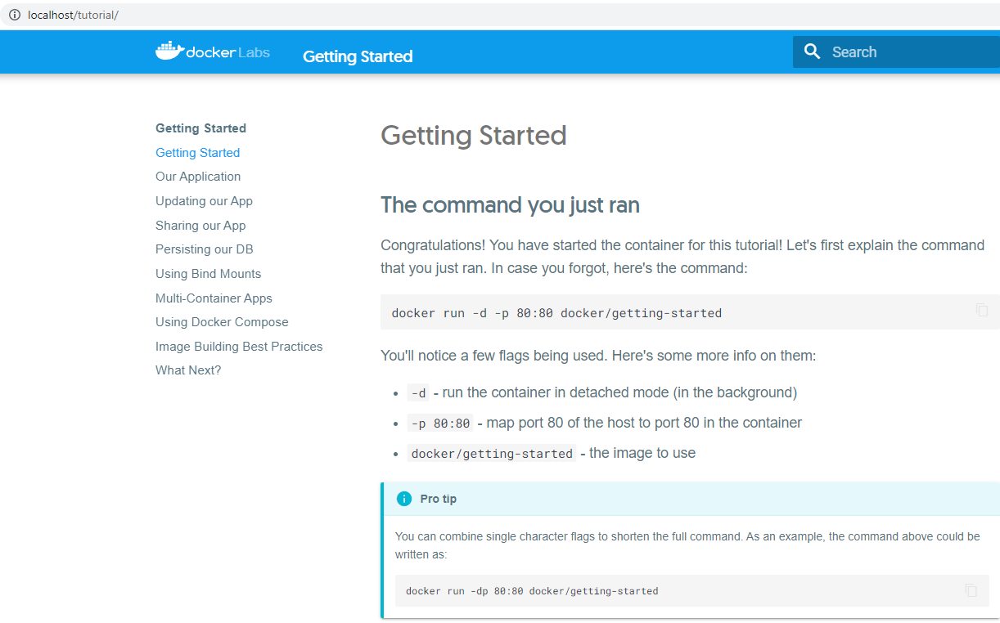 localhost/tutorial/
docker Labs
Getting Started
Search
Getting Started
Getting Started
Our Application
Updating our App
Sharing our App
Persisting our DB
Using Bind Mounts
Multi-Container Apps
Using Docker Compose
Image Building Best Practices
What Next?
Getting Started
The command you just ran
Congratulations! You have started the container for this tutorial! Let's first explain the command
that you just ran. In case you forgot, here's the command:
docker run -d -p 80:80 docker/getting-started
You'll notice a few flags being used. Here's some more info on them:
• -d - run the container in detached mode (in the background)
• -p 80:80 - map port 80 of the host to port 80 in the container
• docker/getting-started - the image to use
Pro tip
You can combine single character flags to shorten the full command. As an example, the command above could be
written as:
docker run -dp 80:80 docker/getting-started